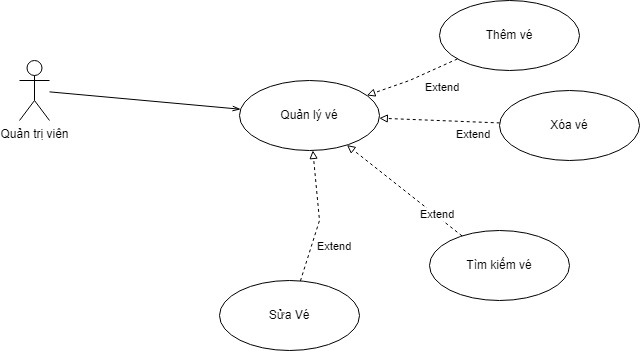 Thêm vé
Extend
Quản trị viên
Quản lý vé
Extend
Xóa vé
Extend
Tìm kiếm vé
Extend
Sửa Vé